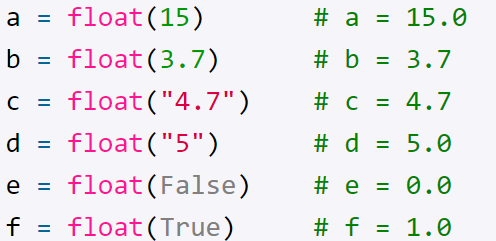 a = float(15)       # a = 15.0
b = float(3.7)      # b = 3.7
c = float("4.7")    # c = 4.7
d = float("5")      # d = 5.0
e = float(False)    # e = 0.0
f = float(True)     # f = 1.0